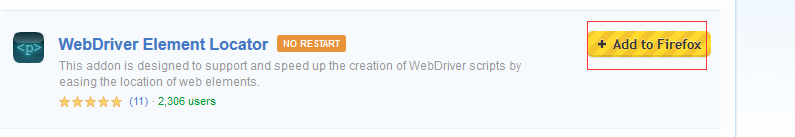 <p>
WebDriver Element Locator NO RESTART
+ Add to Firefox
This addon is designed to support and speed up the creation of WebDriver scripts by
easing the location of web elements.
(11) · 2,306 users